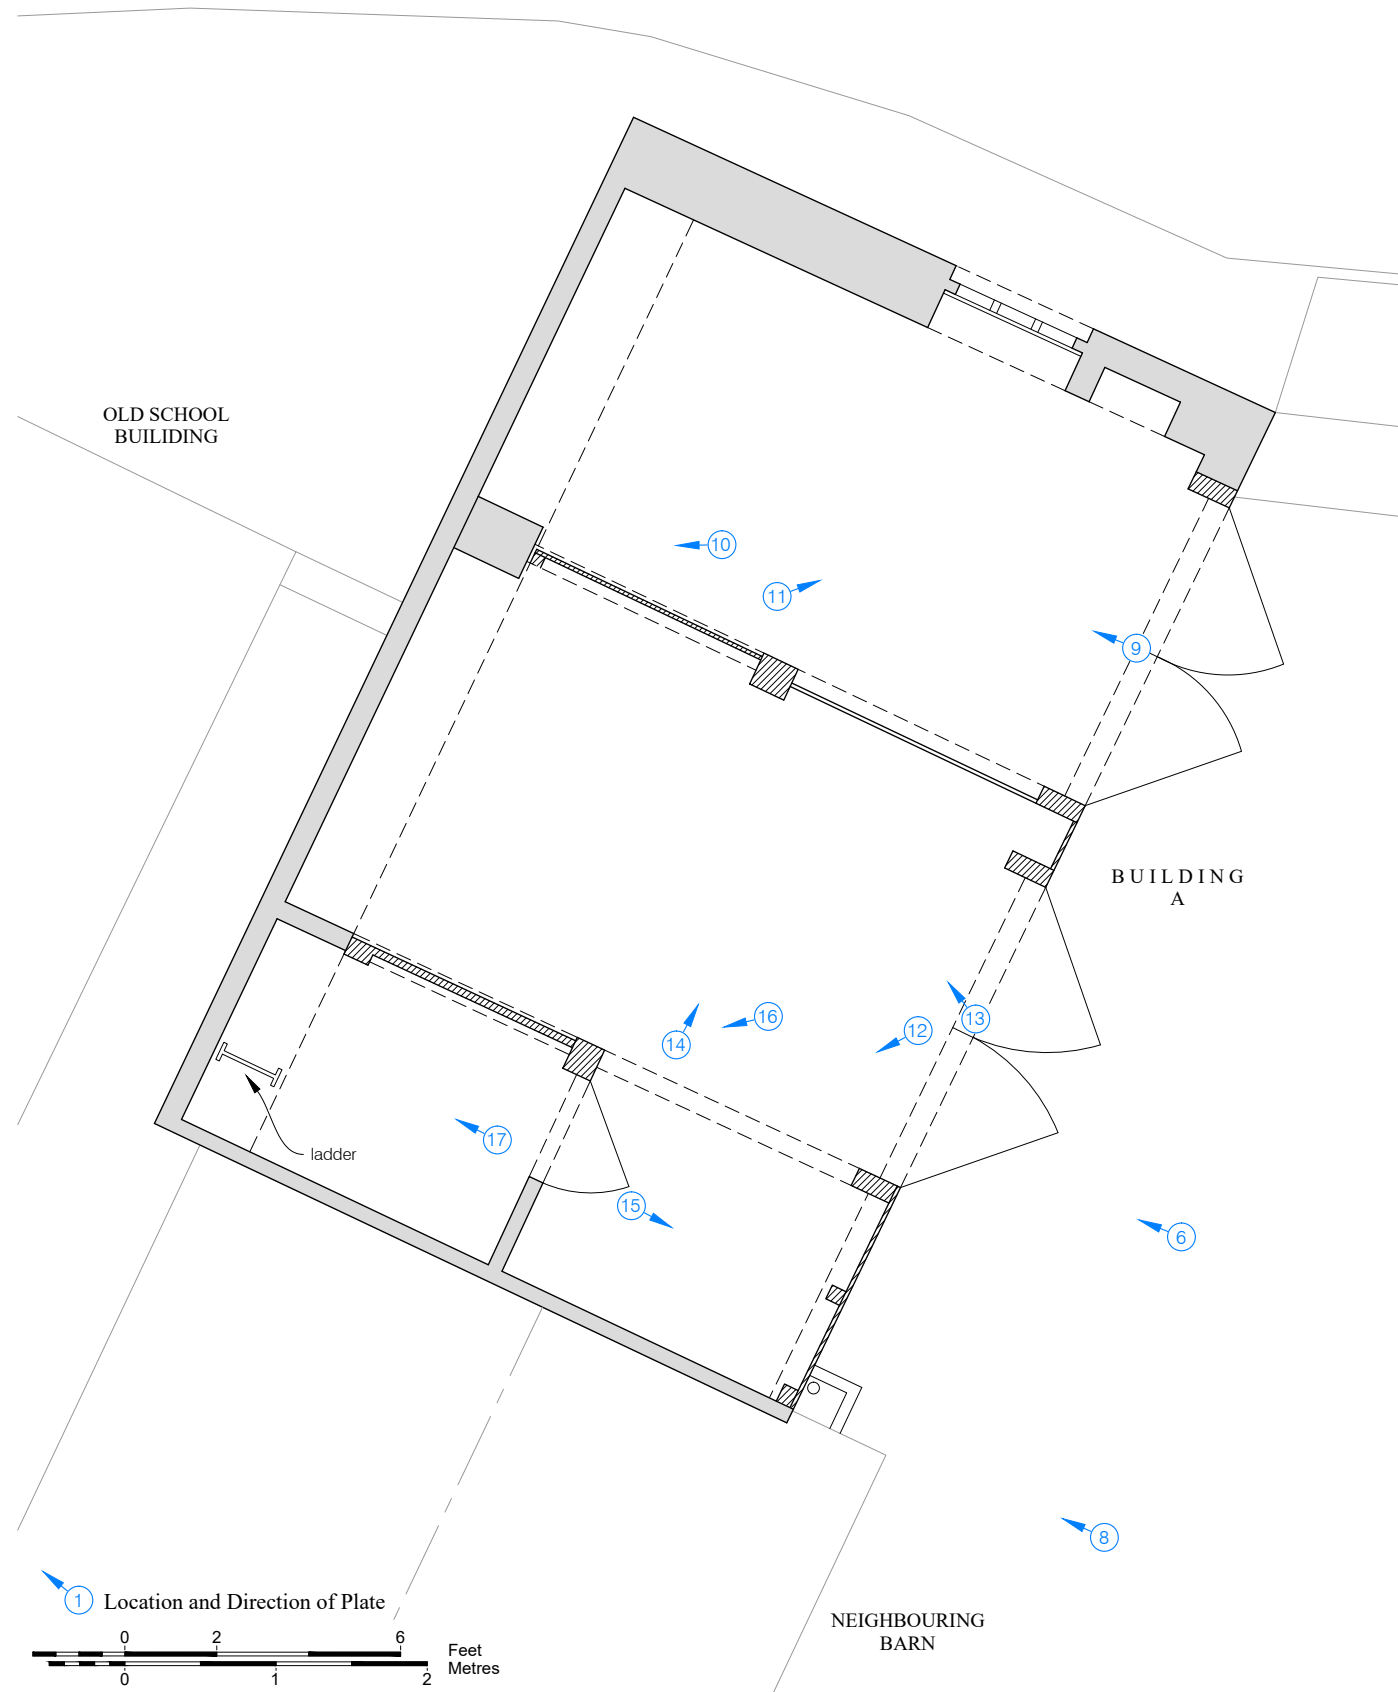 OLD SCHOOL
BUILIDING
10
11
9
BUILDING
A
16
13
12
14
17
ladder
15
6
8
1 Location and Direction of Plate
NEIGHBOURING
BARN
0 2 6 Feet
0 1 2 Metres